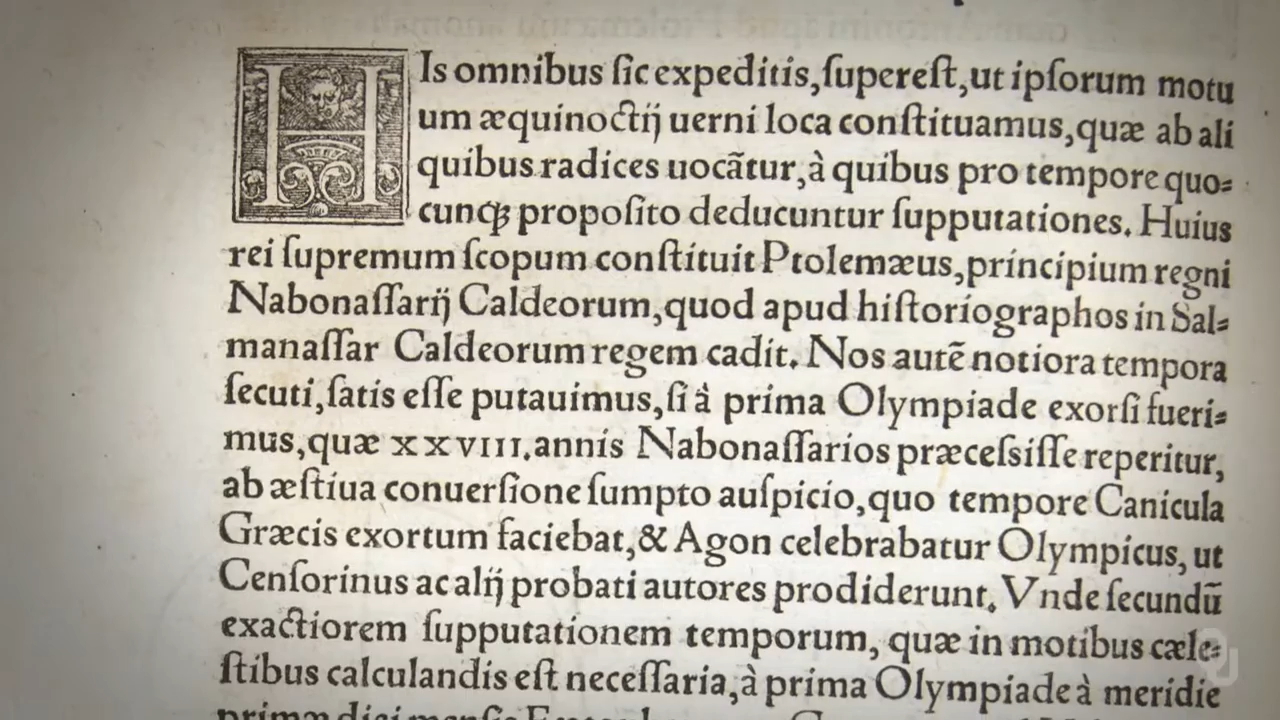 HIs omnibus ſic expeditis,ſupereſt,ut ipſorum motu
um æquinoctĳ uerni loca conſtituamus,quæ ab ali
quibus radices uocãtur,à quibus pro tempore quo⸗
cunqȝ propoſito deducuntur ſupputationes. Huius
rei ſupremum ſcopum conſtituit Ptolemæus,principium regni
Nabonaſſarĳ Caldeorum,quod apud hiſtoriographos in Sal⸗
manaſſar Caldeorum regem cadit. Nos autẽ notiora tempora
ſecuti,ſatis eſſe putauimus,ſi à prima Olympiade exorſi fueri⸗
mus,quæ XXVIII.annis Nabonaſſarios præceſsiſſe reperitur,
ab æſtiua conuerſione ſumpto auſpicio,quo tempore Canicula
Græcis exortum faciebat,& Agon celebrabatur Olympicus, ut
Cenſorinus ac alĳ probati autores prodiderunt. Vnde ſecundũ
exactiorem ſupputationem temporum, quæ in motibus cæle⸗
ſtibus calculandis eſt neceſſaria,à prima Olympiade à meridie